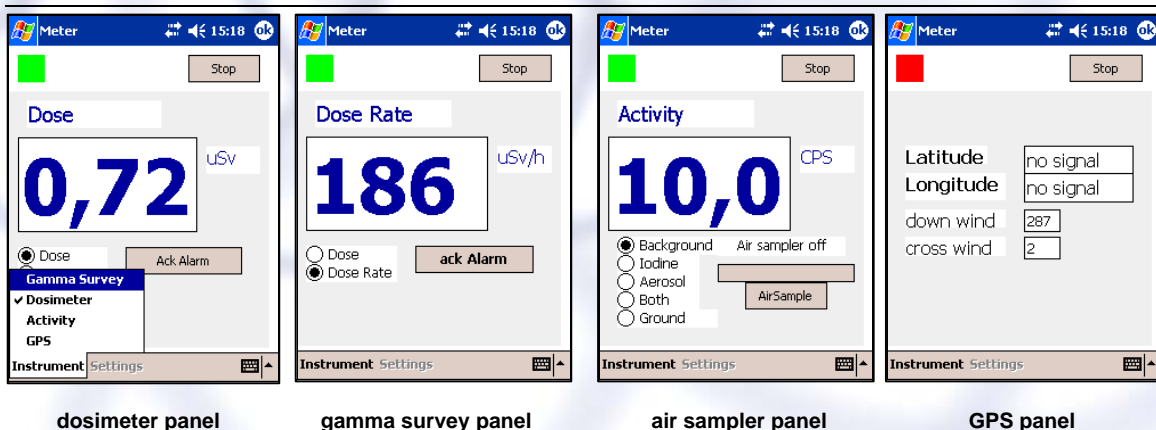 Meter 15:18 ok
Stop
Dose
0,72 uSv
Dose
Ack Alarm
Gamma Survey
Dosimeter
Activity
GPS
Instrument Settings
dosimeter panel
Meter 15:18 ok
Stop
Dose Rate
186 uSv/h
Dose
Dose Rate
ack Alarm
Instrument Settings
gamma survey panel
Meter 15:18 ok
Stop
Activity
10,0 CPS
Background Air sampler off
Iodine
Aerosol
Both
Ground
AirSample
Instrument Settings
air sampler panel
Meter 15:18 ok
Stop
Latitude no signal
Longitude no signal
down wind 287
cross wind 2
Instrument Settings
GPS panel